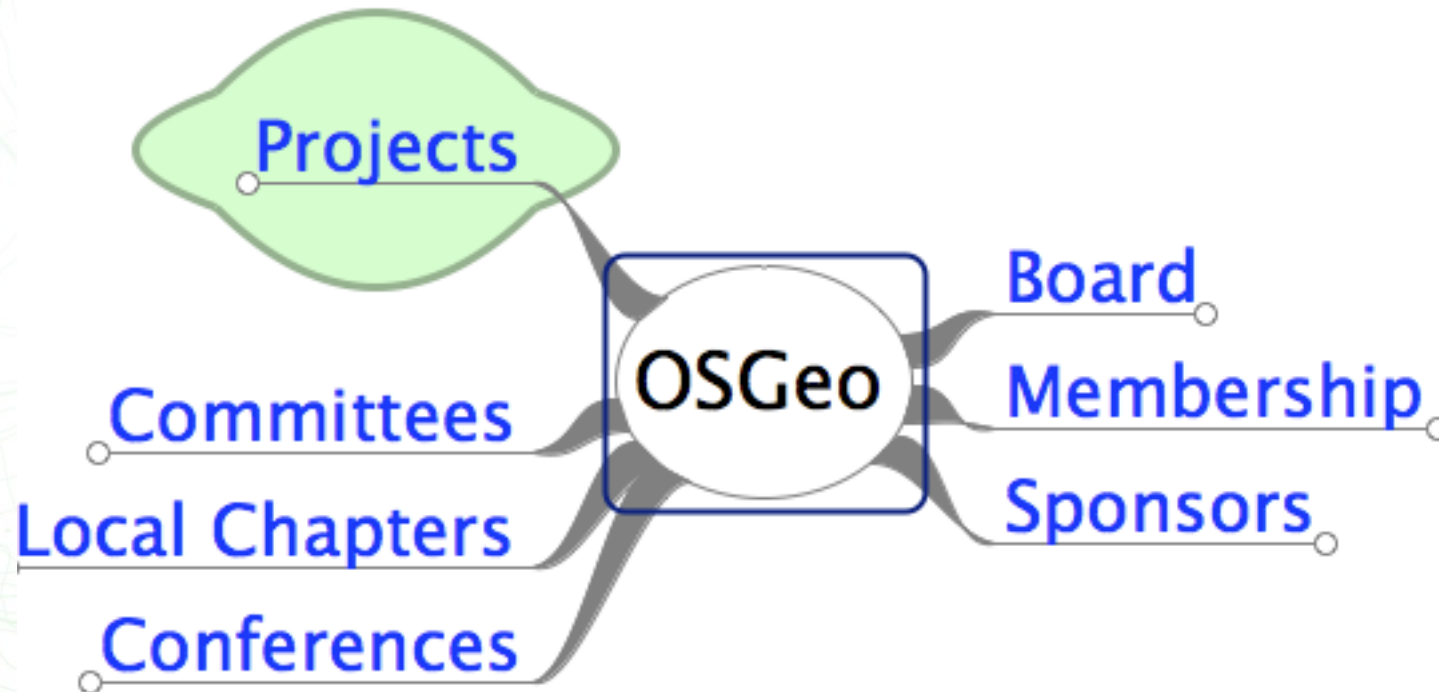 Projects
OSGeo
Board
Membership
Sponsors
Committees
Local Chapters
Conferences